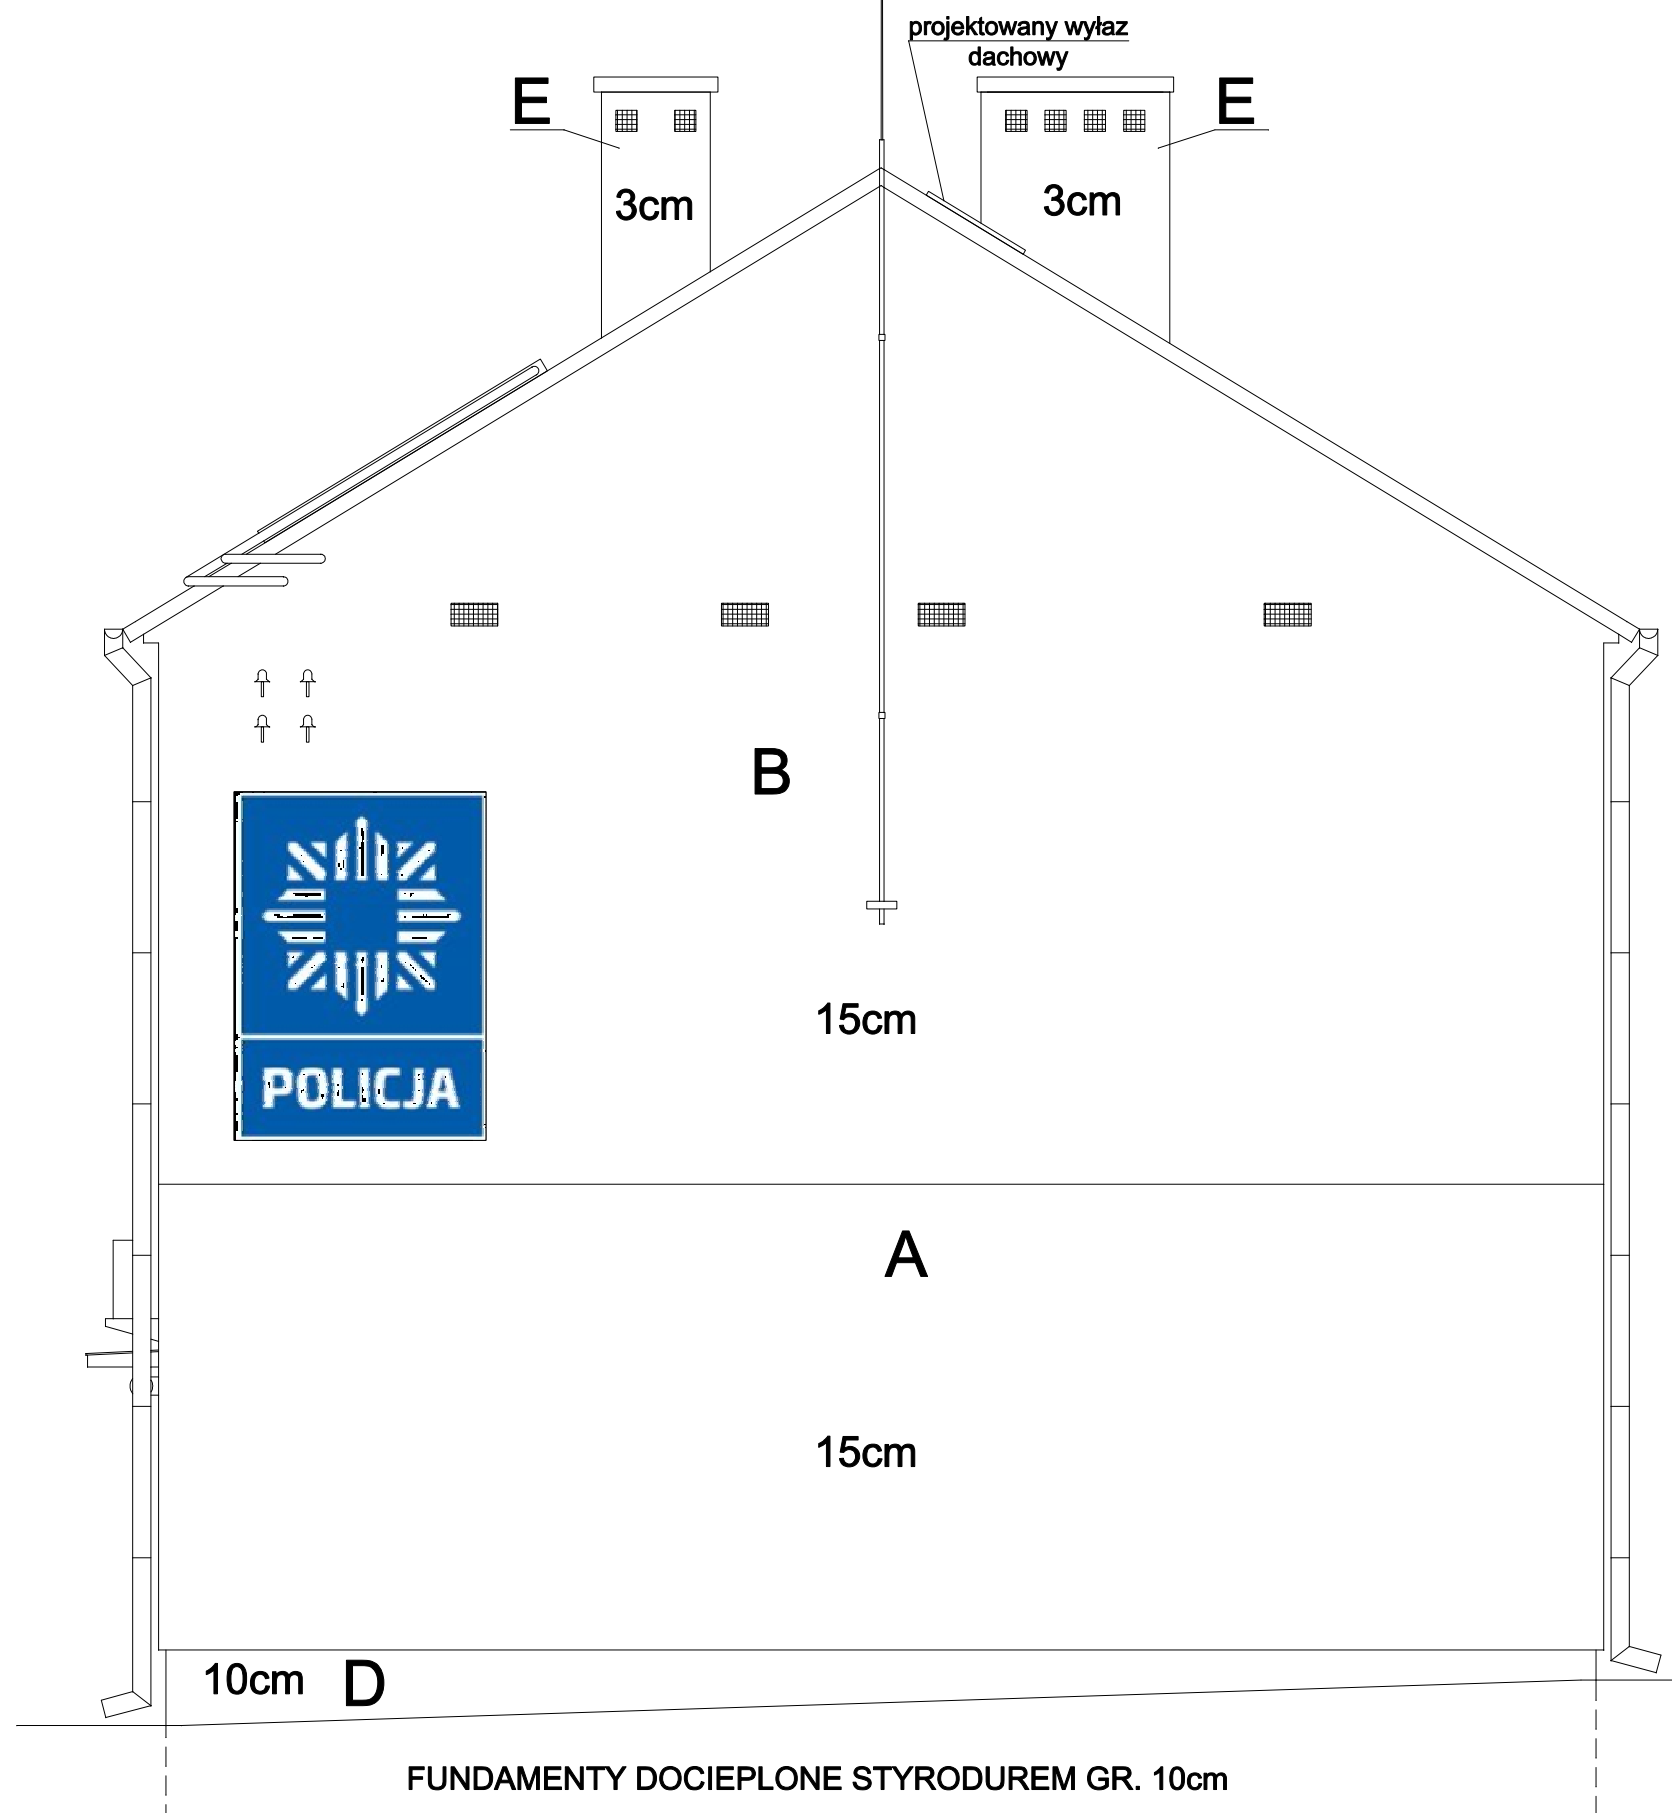 projektowany wyłaz
dachowy
E
E
3cm
3cm
B
15cm
POLICJA
A
15cm
10cm D
FUNDAMENTY DOCIEPLONE STYRODUREM GR. 10cm